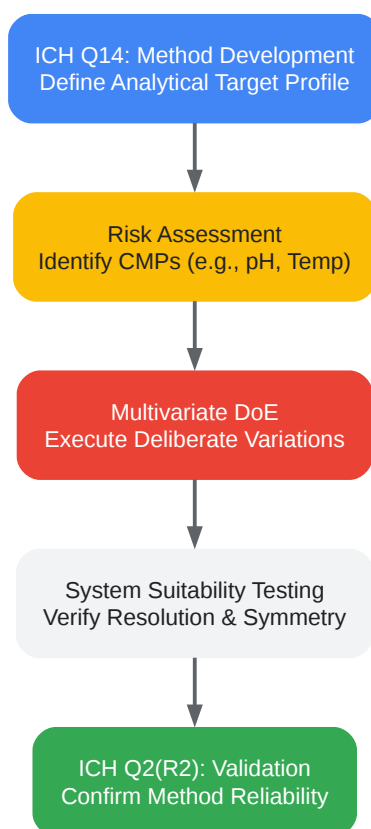 ICH Q14: Method Development
Define Analytical Target Profile
Risk Assessment
Identify CMPs (e.g., pH, Temp)
Multivariate DoE
Execute Deliberate Variations
System Suitability Testing
Verify Resolution & Symmetry
ICH Q2(R2): Validation
Confirm Method Reliability